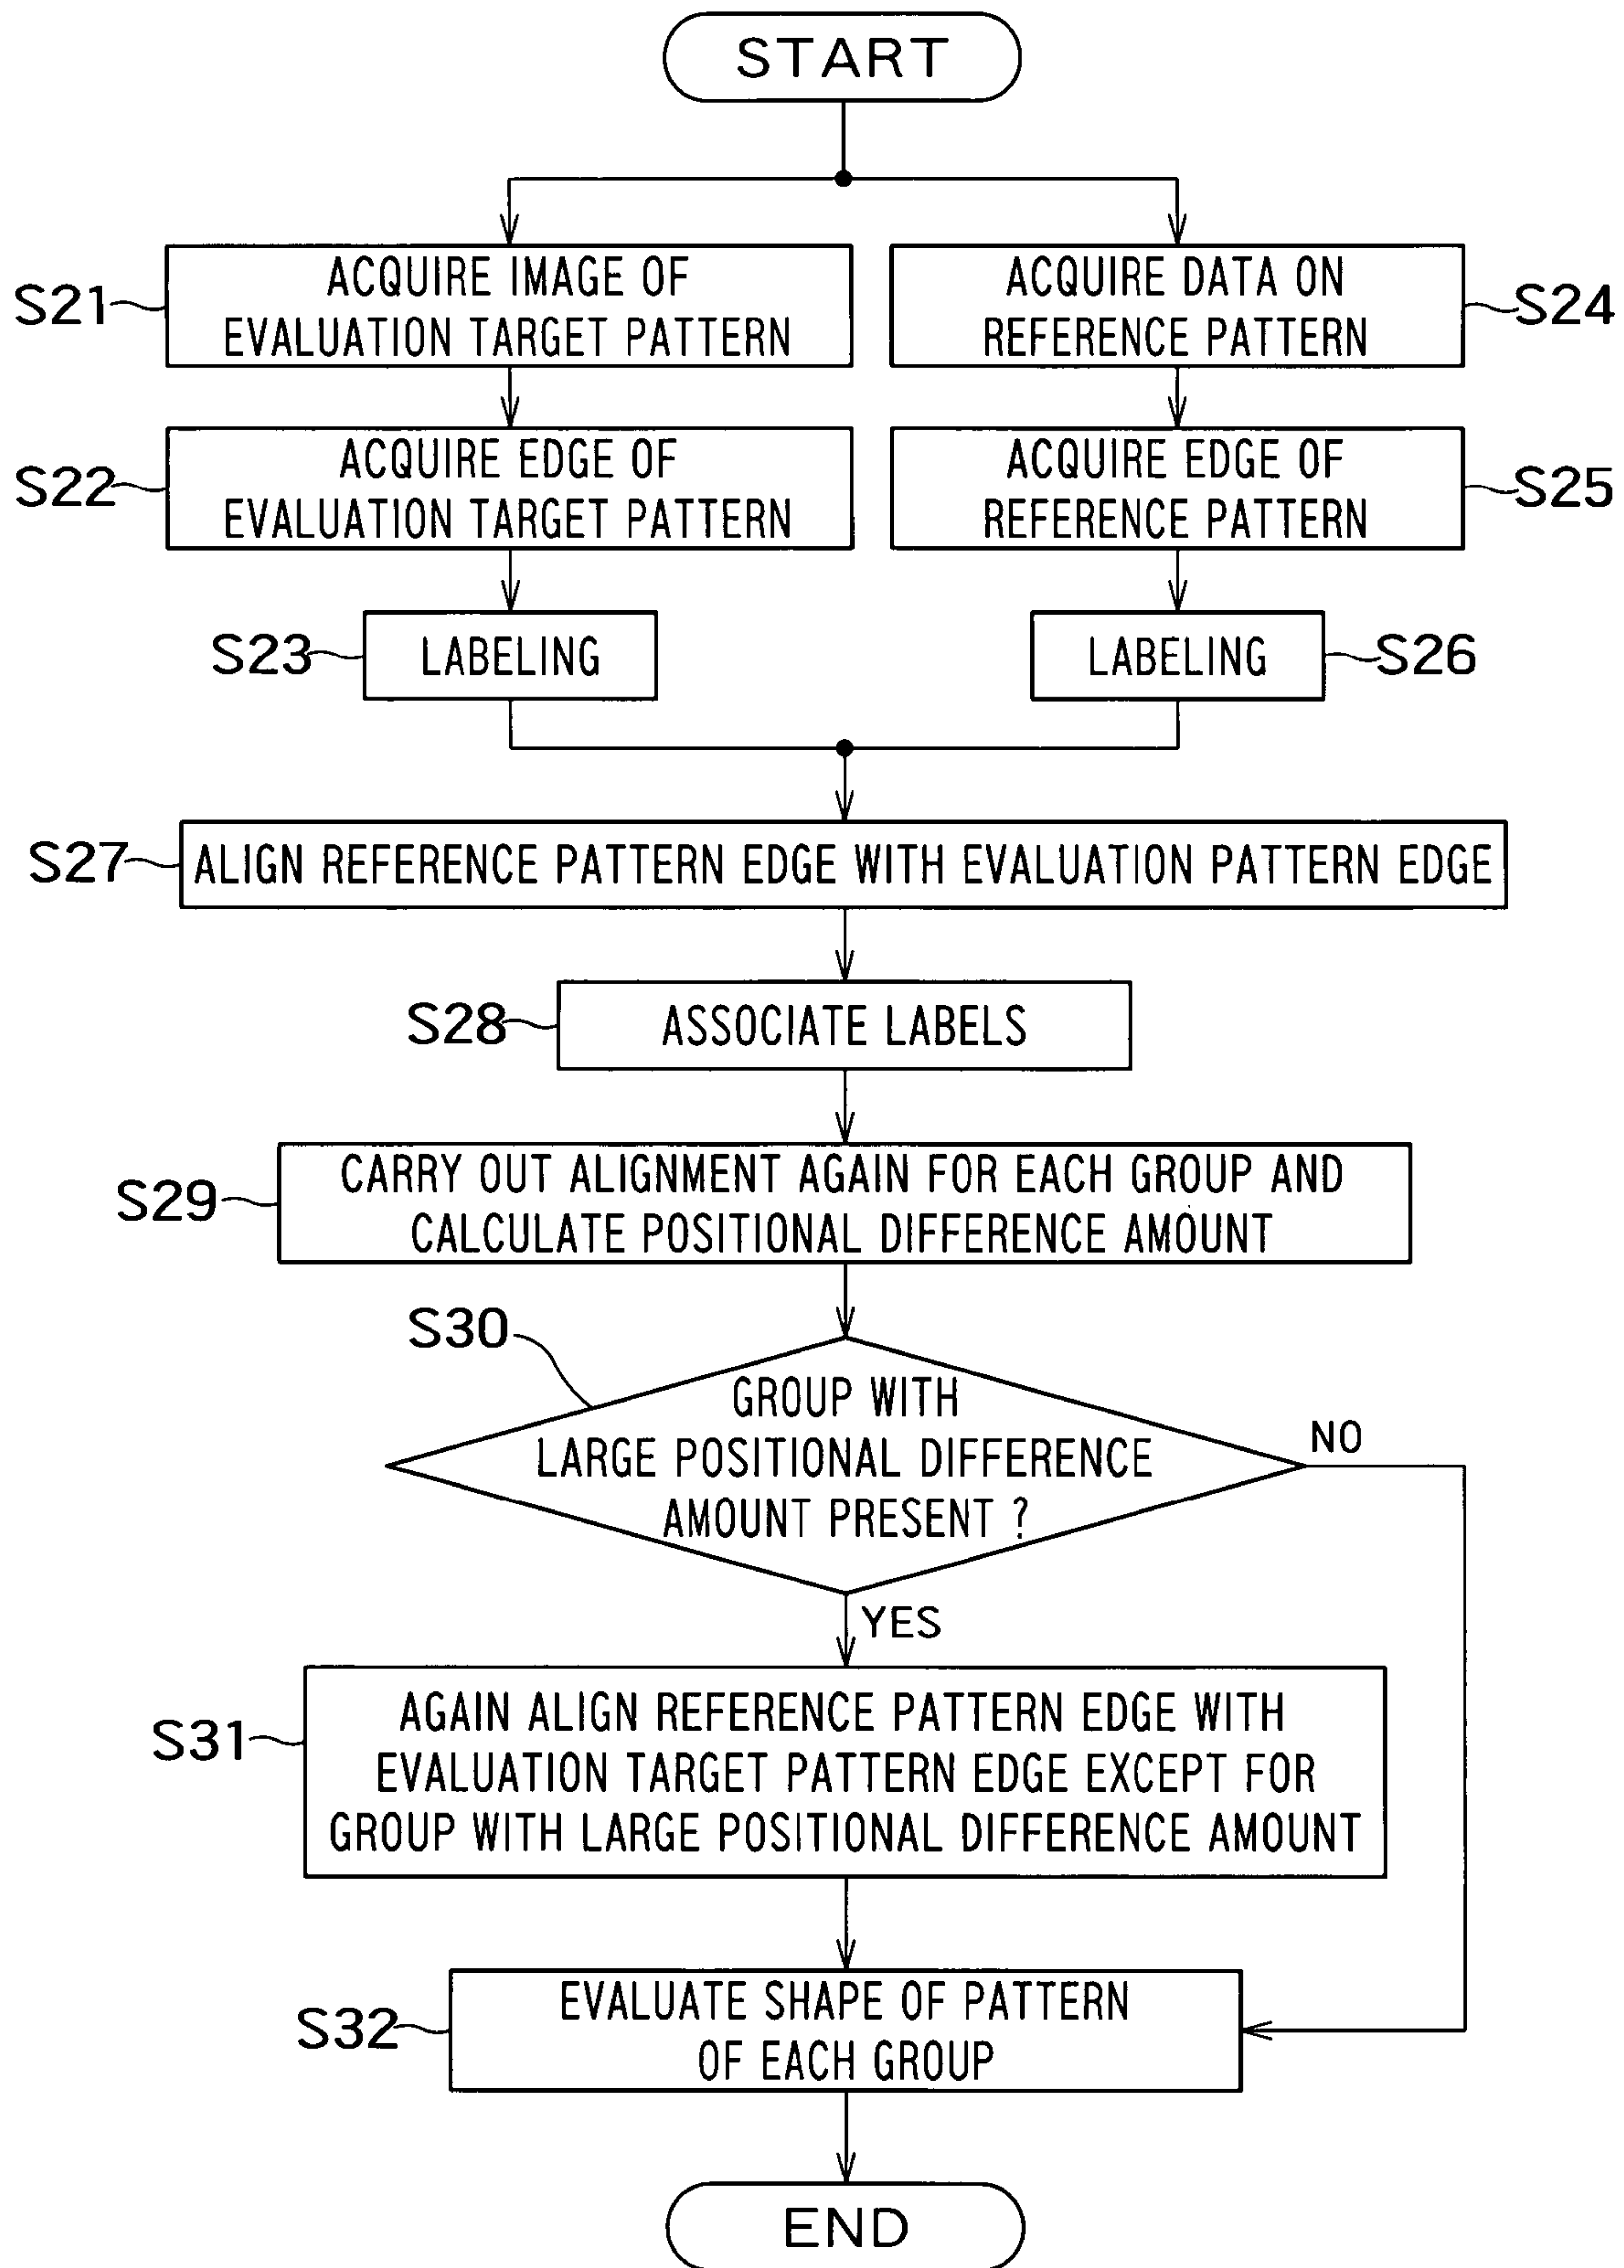 START
S21
ACQUIRE IMAGE OF
EVALUATION TARGET PATTERN
ACQUIRE DATA ON
REFERENCE PATTERN
S24
S22
ACQUIRE EDGE OF
EVALUATION TARGET PATTERN
ACQUIRE EDGE OF
REFERENCE PATTERN
S25
S23
LABELING
LABELING
S26
S27
ALIGN REFERENCE PATTERN EDGE WITH EVALUATION PATTERN EDGE
S28
ASSOCIATE LABELS
S29
CARRY OUT ALIGNMENT AGAIN FOR EACH GROUP AND
CALCULATE POSITIONAL DIFFERENCE AMOUNT
S30
GROUP WITH
LARGE POSITIONAL DIFFERENCE
AMOUNT PRESENT ?
NO
YES
S31
AGAIN ALIGN REFERENCE PATTERN EDGE WITH
EVALUATION TARGET PATTERN EDGE EXCEPT FOR
GROUP WITH LARGE POSITIONAL DIFFERENCE AMOUNT
S32
EVALUATE SHAPE OF PATTERN
OF EACH GROUP
END